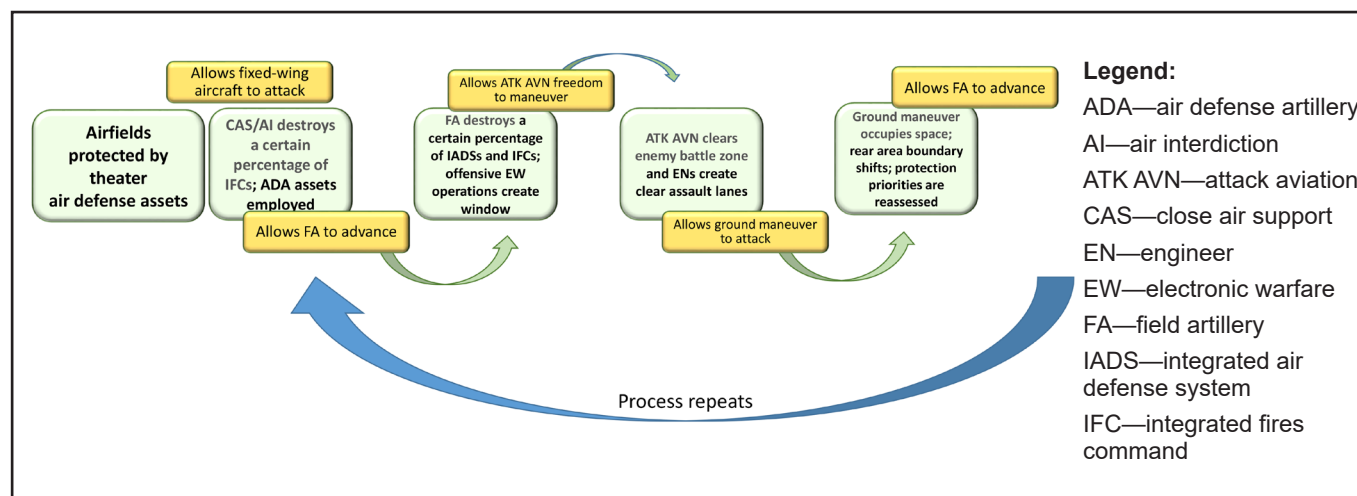 Allows fixed-wing
aircraft to attack
Airfields
protected by
theater
air defense assets
CAS/AI destroys
a certain
percentage of
IFCs; ADA assets
employed
Allows FA to advance
Allows ATK AVN freedom
to maneuver
FA destroys a
certain percentage
of IADSs and IFCs;
offensive EW
operations create
window
ATK AVN clears
enemy battle zone
and ENs create
clear assault lanes
Allows ground maneuver
to attack
Allows FA to advance
Ground maneuver
occupies space;
rear area boundary
shifts; protection
priorities are
reassessed
Process repeats
Legend:
ADA—air defense artillery
AI—air interdiction
ATK AVN—attack aviation
CAS—close air support
EN—engineer
EW—electronic warfare
FA—field artillery
IADS—integrated air
defense system
IFC—integrated fires
command